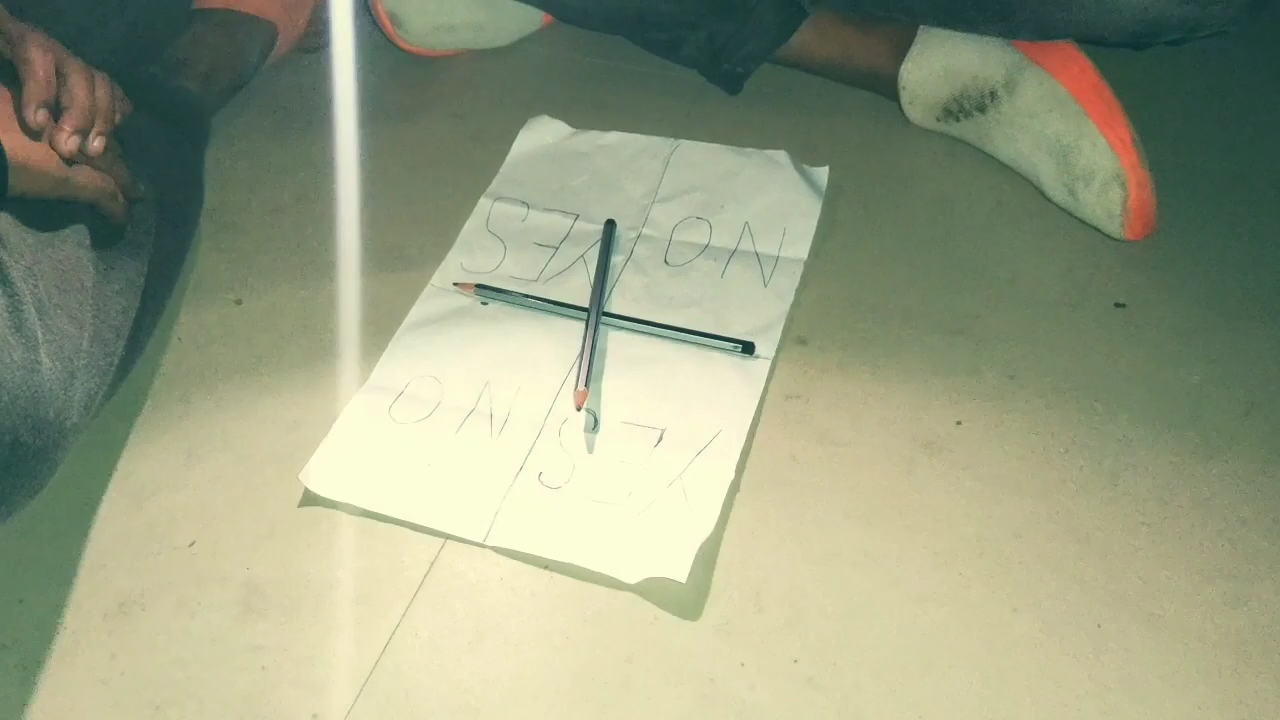 YES NO
NO YES